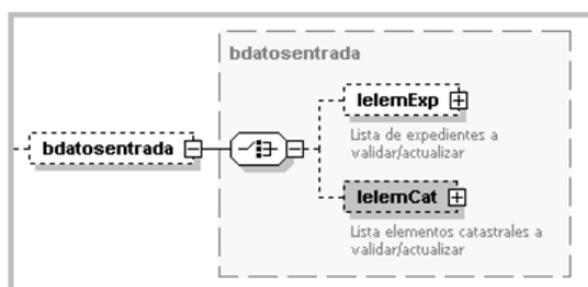 bdatosentrada
lelemExp
Lista de expedientes a
validar/actualizar
bdatosentrada
lelemCat
Lista elementos catastrales a
validar/actualizar